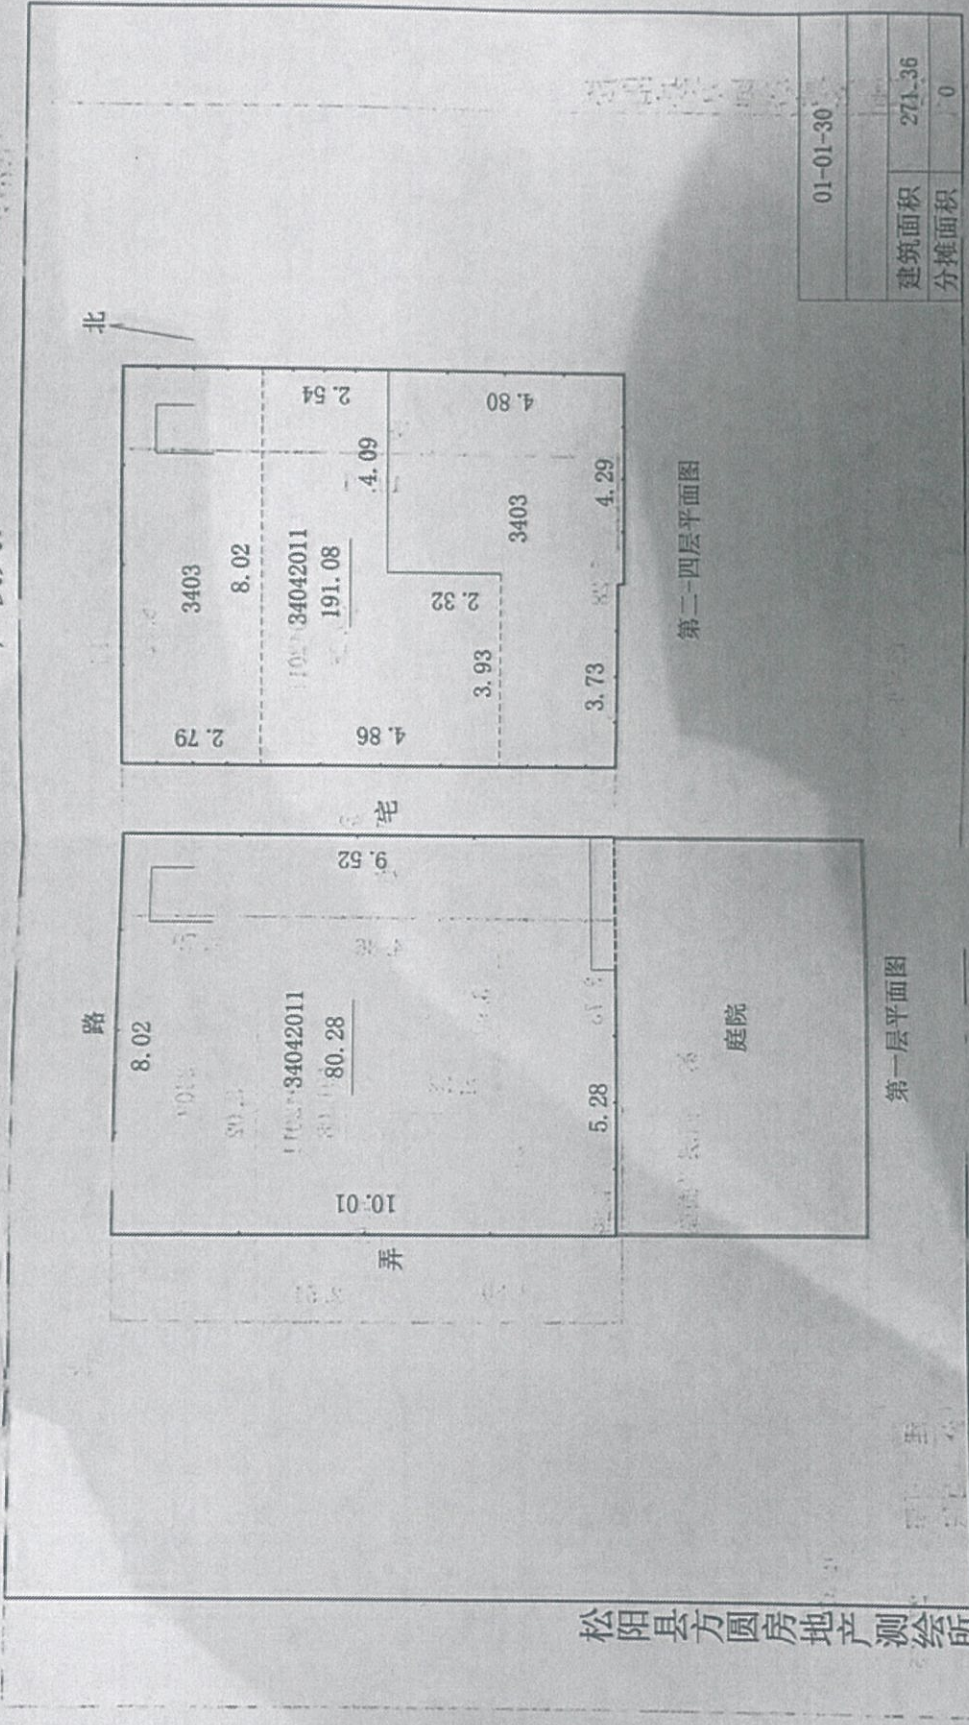 路
8.02
34042011
80.28
9.52
10.01
弄
宅
5.28
庭院
第一层平面图
北
3403
8.02
2.79
34042011
191.08
2.54
4.09
4.86
2.32
3.93
3403
4.80
3.73
4.29
第二-四层平面图
01-01-30
建筑面积 271.36
分摊面积 0
松阳县方圆房地产测绘所